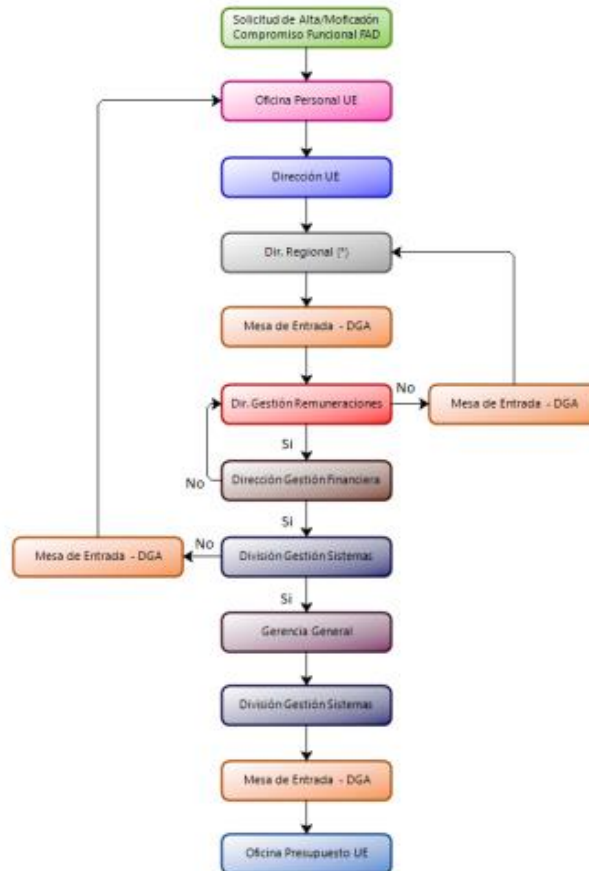 Solicitud de Alta/Moficadón
Compromiso Funcional FAD
Oficina Personal UE
Dirección UE
Dir. Regional (*)
Mesa de Entrada - DGA
Dir. Gestión Remuneraciones
No
Mesa de Entrada - DGA
Si
No
Dirección Gestión Financiera
Si
Mesa de Entrada - DGA
No
División Gestión Sistemas
Si
Gerencia General
División Gestión Sistemas
Mesa de Entrada - DGA
Oficina Presupuesto UE